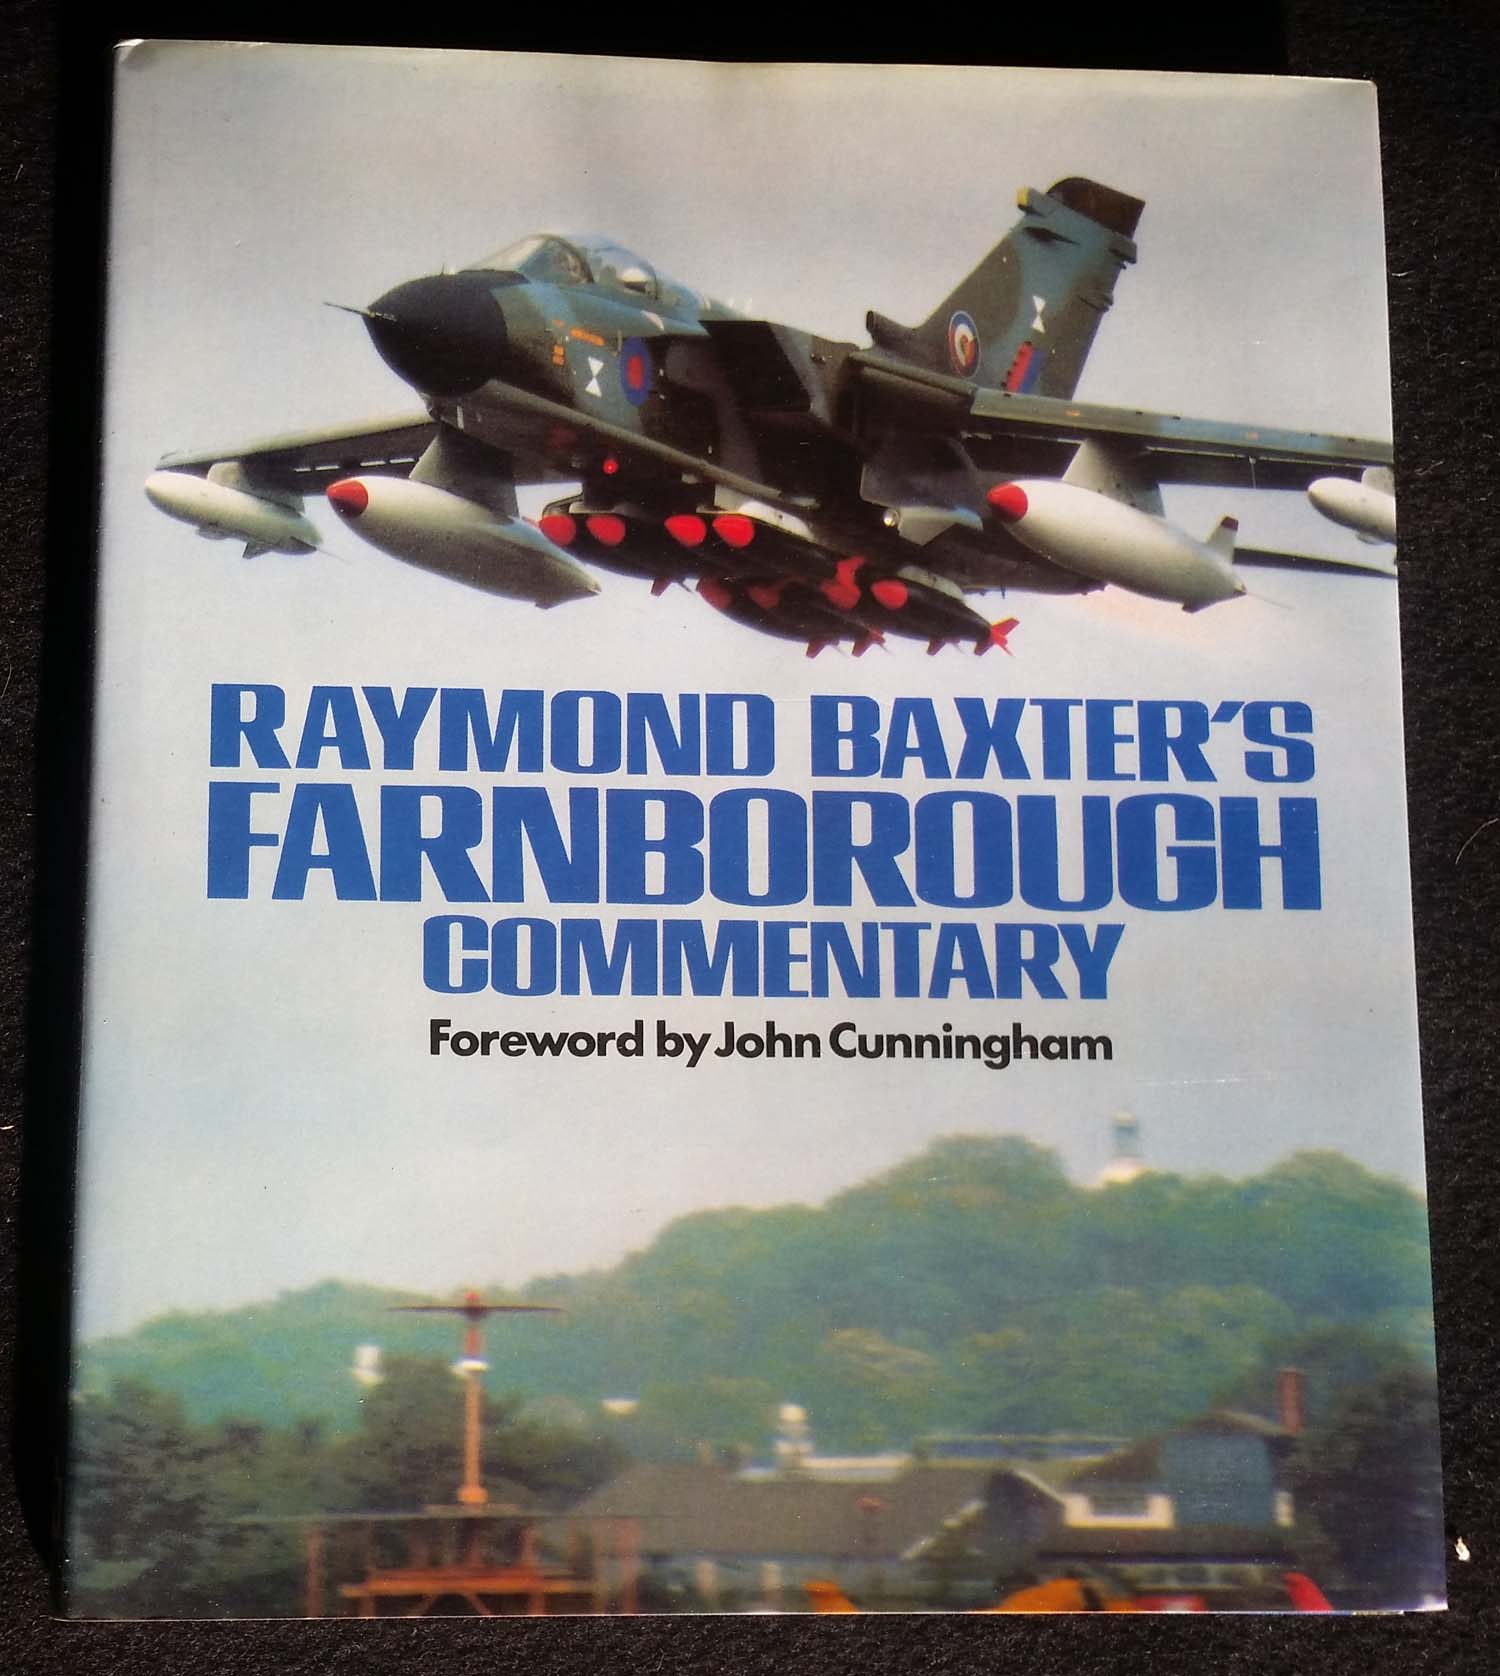 RAYMOND BAXTER'S
FARNBOROUGH
COMMENTARY
Foreword by John Cunningham